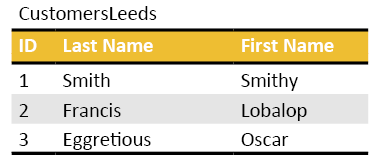 CustomersLeeds
ID Last Name First Name
1 Smith Smithy
2 Francis Lobalop
3 Eggretious Oscar